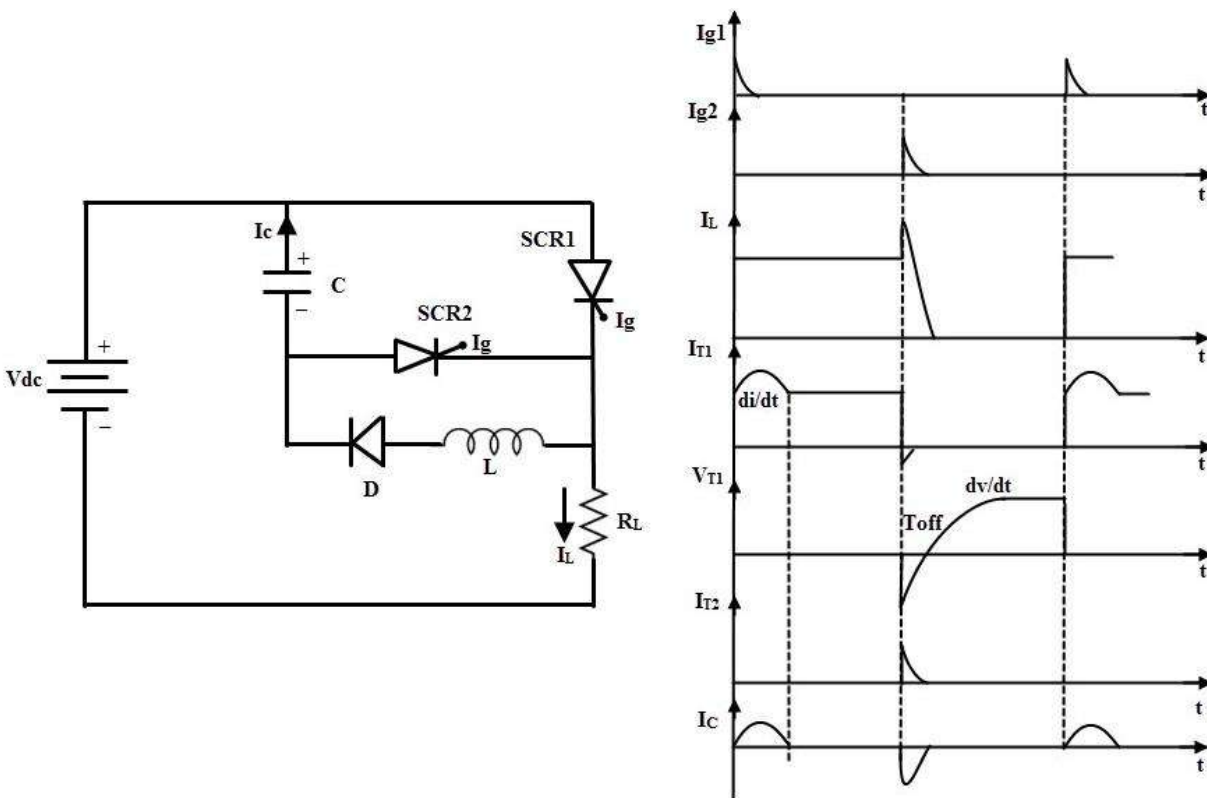 Ic
+
C
−
SCR1
Ig
SCR2
Ig
Vdc
+
−
D
L
RL
IL
Ig1
t
Ig2
t
IL
t
IT1
di/dt
t
VT1
Toff
dv/dt
t
IT2
t
IC
t